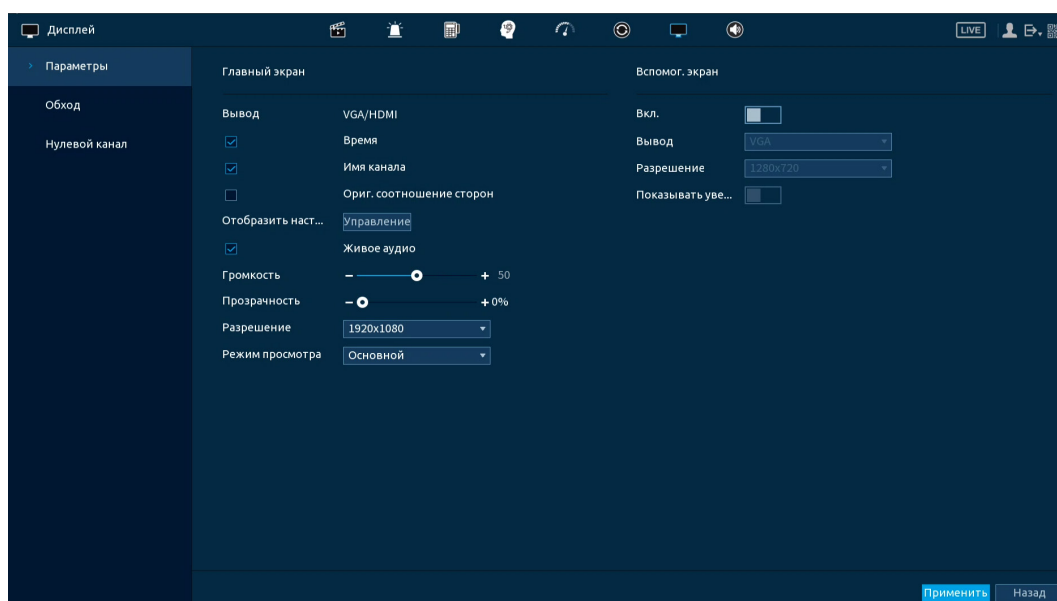 Дисплей
LIVE
Параметры
Обход
Нулевой канал
Главный экран
Вывод VGA/HDMI
Время
Имя канала
Ориг. соотношение сторон
Отобразить наст... Управление
Живое аудио
Громкость 50
Прозрачность 0%
Разрешение 1920x1080
Режим просмотра Основной
Вспомог. экран
Вкл.
Вывод VGA
Разрешение 1280x720
Показывать уве...
Применить Назад